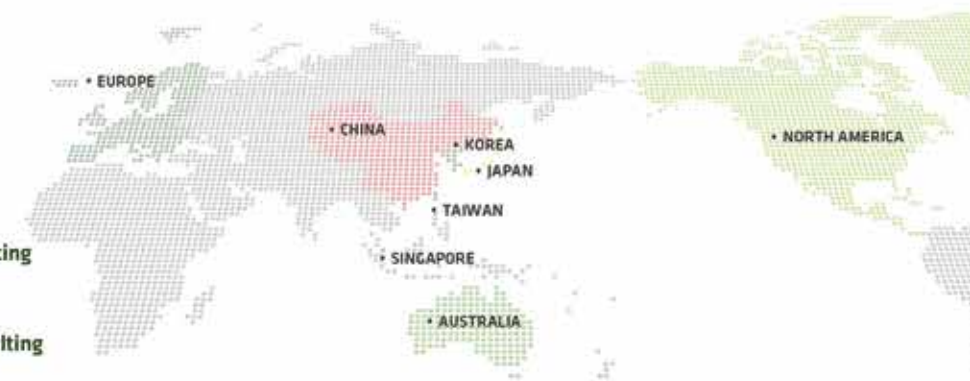 • EUROPE
• CHINA
• KOREA
• JAPAN
• NORTH AMERICA
• TAIWAN
• SINGAPORE
• AUSTRALIA